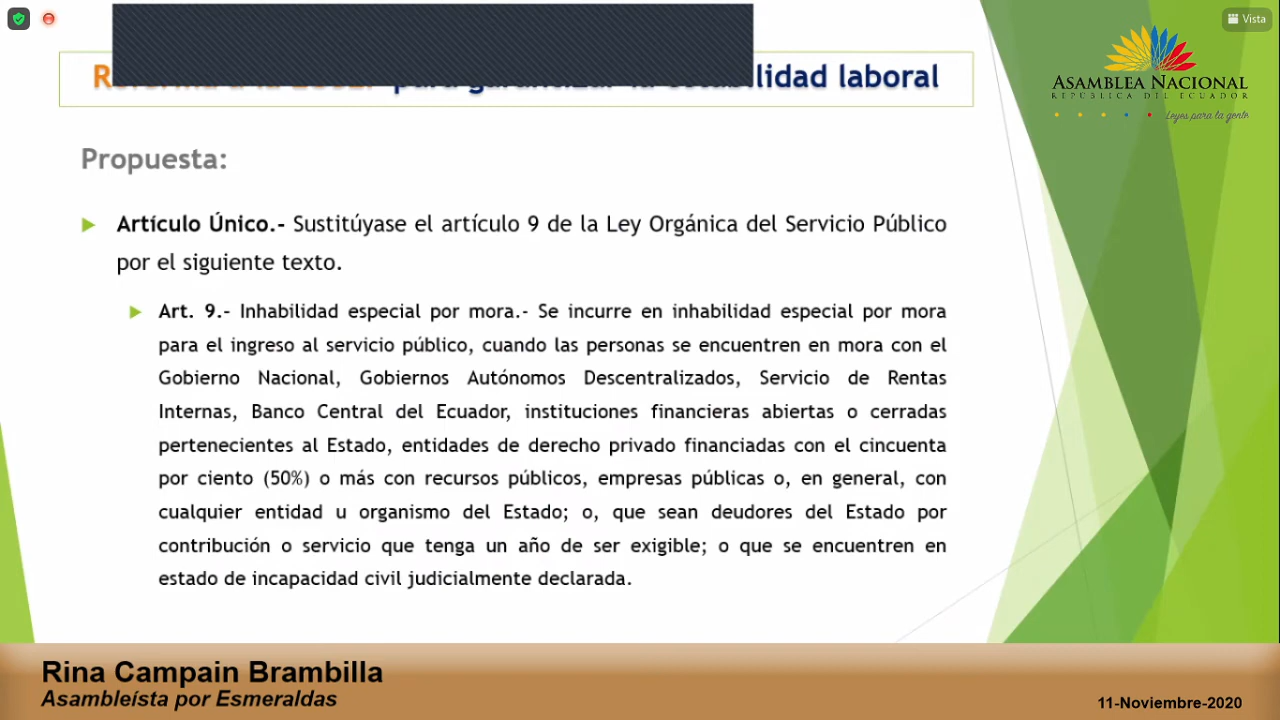 Vista
para garantizar la estabilidad laboral
ASAMBLEA NACIONAL
REPÚBLICA DEL ECUADOR
Leyes para la gente
Propuesta:
Artículo Único.- Sustitúyase el artículo 9 de la Ley Orgánica del Servicio Público
por el siguiente texto.
Art. 9.- Inhabilidad especial por mora.- Se incurre en inhabilidad especial por mora
para el ingreso al servicio público, cuando las personas se encuentren en mora con el
Gobierno Nacional, Gobiernos Autónomos Descentralizados, Servicio de Rentas
Internas, Banco Central del Ecuador, instituciones financieras abiertas o cerradas
pertenecientes al Estado, entidades de derecho privado financiadas con el cincuenta
por ciento (50%) o más con recursos públicos, empresas públicas o, en general, con
cualquier entidad u organismo del Estado; o, que sean deudores del Estado por
contribución o servicio que tenga un año de ser exigible; o que se encuentren en
estado de incapacidad civil judicialmente declarada.
Rina Campain Brambilla
Asambleísta por Esmeraldas
11-Noviembre-2020